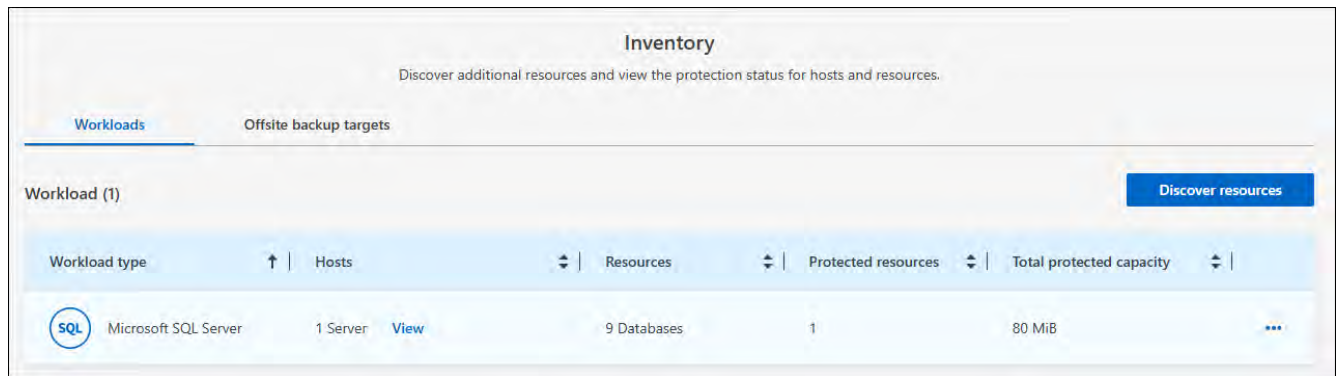 Inventory
Discover additional resources and view the protection status for hosts and resources.
Workloads Offsite backup targets
Workload (1) Discover resources
Workload type Hosts Resources Protected resources Total protected capacity
SQL Microsoft SQL Server 1 Server View 9 Databases 1 80 MiB